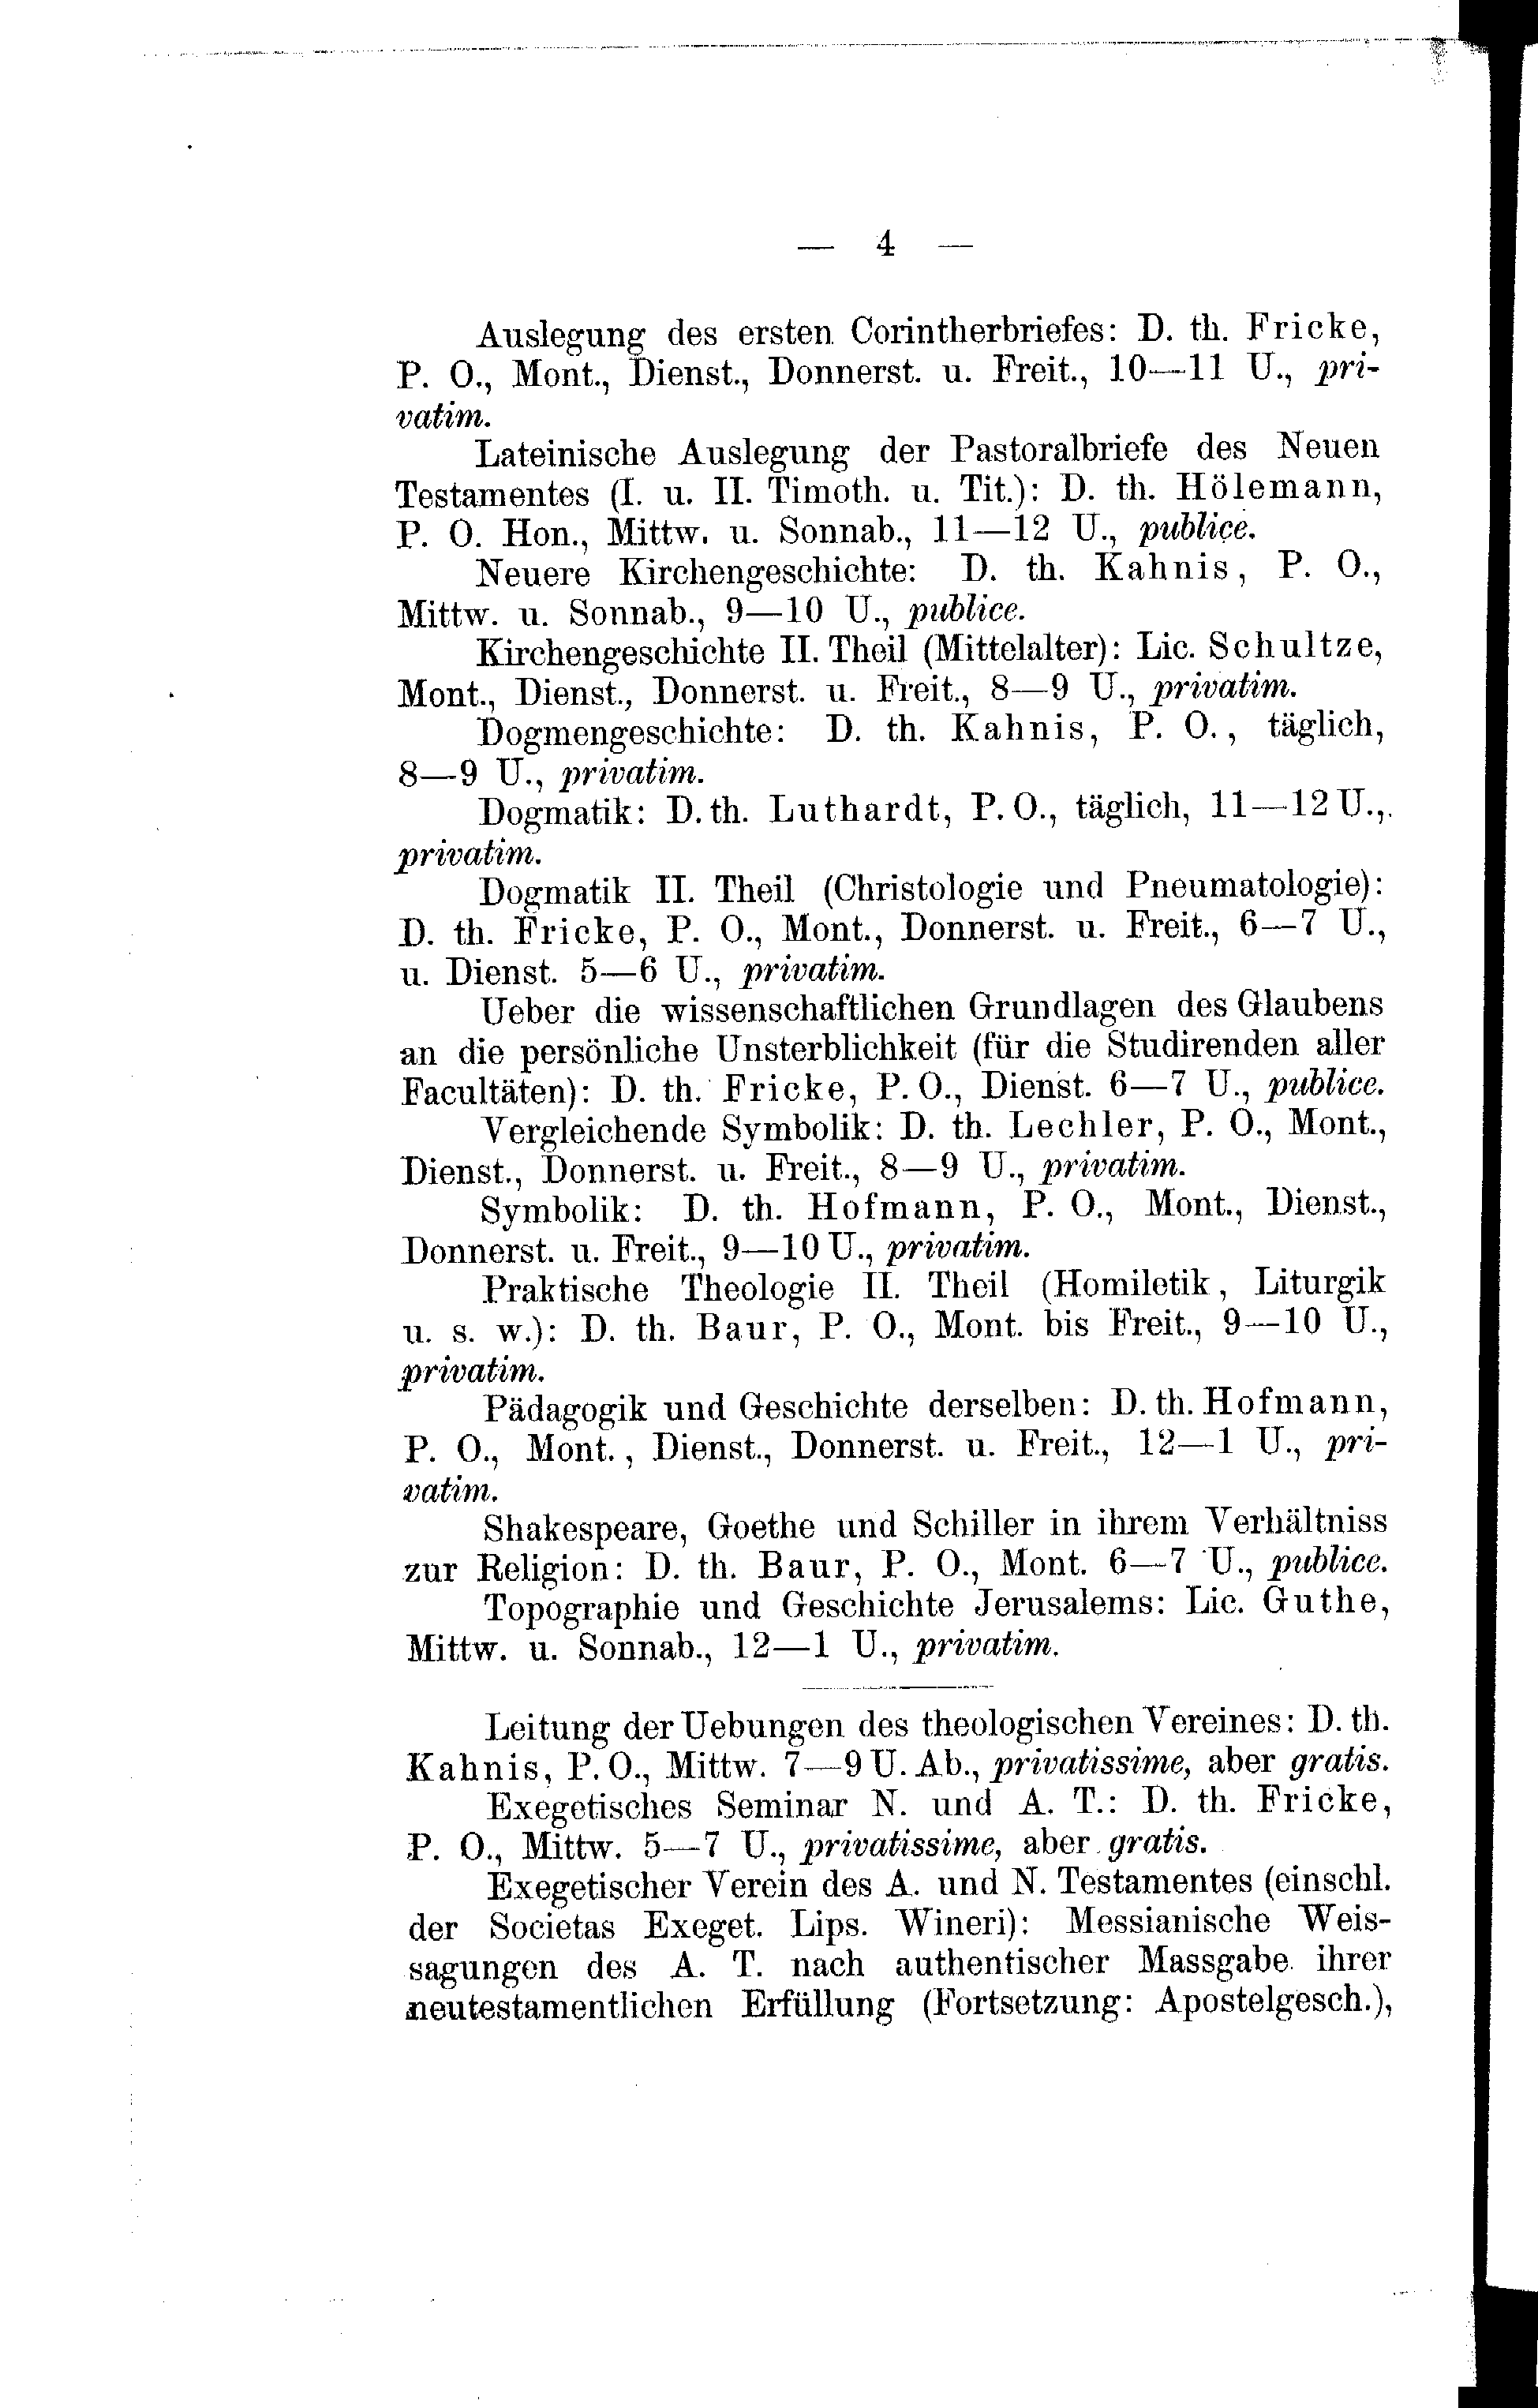 — 4 —
Auslegung des ersten Corintherbriefes: D. th. Fricke,
P. O., Mont., Dienst., Donnerst. u. Freit., 10—11 U., pri-
vatim.
Lateinische Auslegung der Pastoralbriefe des Neuen
Testamentes (I. u. II. Timoth. u. Tit.): D. th. Hölemann,
P. O. Hon., Mittw. u. Sonnab., 11—12 U., publice.
Neuere Kirchengeschichte: D. th. Kahnis, P. O.,
Mittw. u. Sonnab., 9—10 U., publice.
Kirchengeschichte II. Theil (Mittelalter): Lic. Schultze,
Mont., Dienst., Donnerst. u. Freit., 8—9 U., privatim.
Dogmengeschichte: D. th. Kahnis, P. O., täglich,
8—9 U., privatim.
Dogmatik: D. th. Luthardt, P. O., täglich, 11—12 U.,
privatim.
Dogmatik II. Theil (Christologie und Pneumatologie):
D. th. Fricke, P. O., Mont., Donnerst. u. Freit., 6—7 U.,
u. Dienst. 5—6 U., privatim.
Ueber die wissenschaftlichen Grundlagen des Glaubens
an die persönliche Unsterblichkeit (für die Studirenden aller
Facultäten): D. th. Fricke, P. O., Dienst. 6—7 U., publice.
Vergleichende Symbolik: D. th. Lechler, P. O., Mont.,
Dienst., Donnerst. u. Freit., 8—9 U., privatim.
Symbolik: D. th. Hofmann, P. O., Mont., Dienst.,
Donnerst. u. Freit., 9—10 U., privatim.
Praktische Theologie II. Theil (Homiletik, Liturgik
u. s. w.): D. th. Baur, P. O., Mont. bis Freit., 9—10 U.,
privatim.
Pädagogik und Geschichte derselben: D. th. Hofmann,
P. O., Mont., Dienst., Donnerst. u. Freit., 12—1 U., pri-
vatim.
Shakespeare, Goethe und Schiller in ihrem Verhältniss
zur Religion: D. th. Baur, P. O., Mont. 6—7 U., publice.
Topographie und Geschichte Jerusalems: Lic. Guthe,
Mittw. u. Sonnab., 12—1 U., privatim.
Leitung der Uebungen des theologischen Vereines: D. th.
Kahnis, P. O., Mittw. 7—9 U. Ab., privatissime, aber gratis.
Exegetisches Seminar N. und A. T.: D. th. Fricke,
P. O., Mittw. 5—7 U., privatissime, aber gratis.
Exegetischer Verein des A. und N. Testamentes (einschl.
der Societas Exeget. Lips. Wineri): Messianische Weis-
sagungen des A. T. nach authentischer Massgabe ihrer
neutestamentlichen Erfüllung (Fortsetzung: Apostelgesch.),